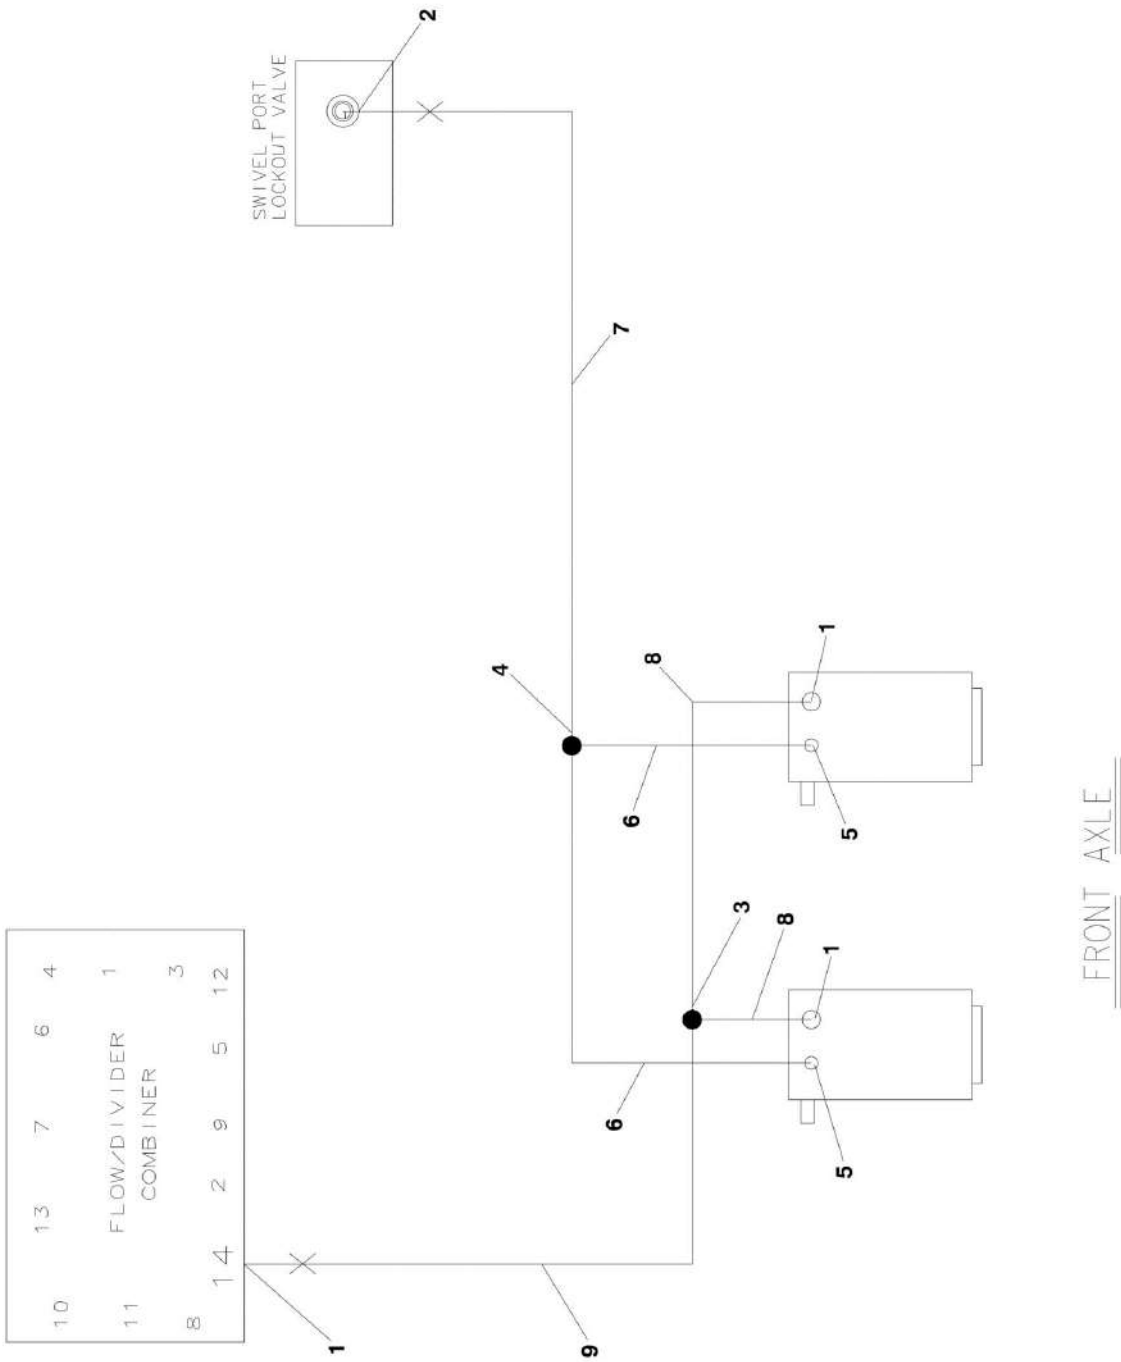 10 13 7 6 4
11 FLOW/DIVIDER 1
COMBINER
8 3
14 2 9 5 12
SWIVEL PORT
LOCKOUT VALVE
1
2
4
9
6
7
6
8
3
8
1
1
5
5
FRONT AXLE